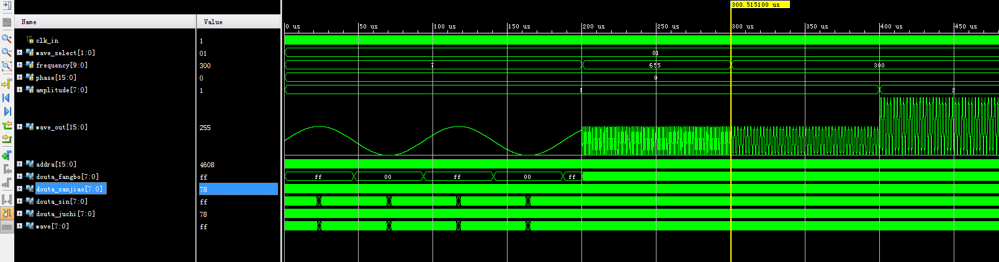 300.515100 us
Name Value
0 us 50 us 100 us 150 us 200 us 250 us 300 us 350 us 400 us 450 us
clk_in 1
wave_select[1:0] 01 01
frequency[9:0] 300 7 655 300
phase[15:0] 0 0
amplitude[7:0] 1 1 2
wave_out[15:0] 255
addra[15:0] 4608
douta_fangbo[7:0] ff ff 00 ff 00 ff
douta_sanjiao[7:0] 78
douta_sin[7:0] ff
douta_juchi[7:0] 78
wave[7:0] ff